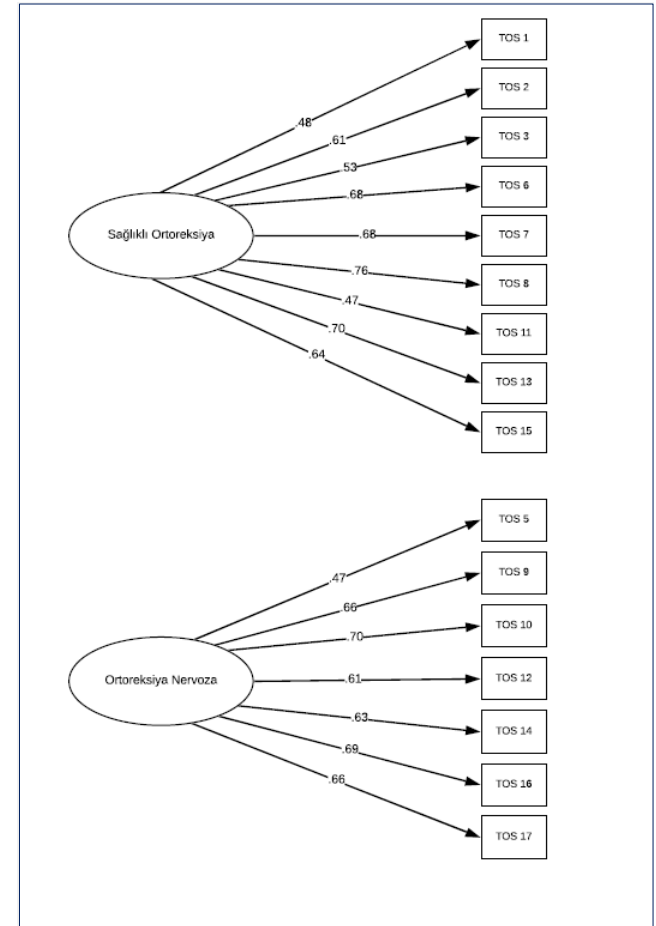 TOS 1
.48
TOS 2
.61
TOS 3
.53
TOS 6
.68
Sağlıklı Ortoreksiya
.68
TOS 7
.76
TOS 8
.47
TOS 11
.70
TOS 13
.64
TOS 15
TOS 5
.47
TOS 9
.66
TOS 10
.70
Ortoreksiya Nervoza
.61
TOS 12
.63
TOS 14
.69
TOS 16
.66
TOS 17